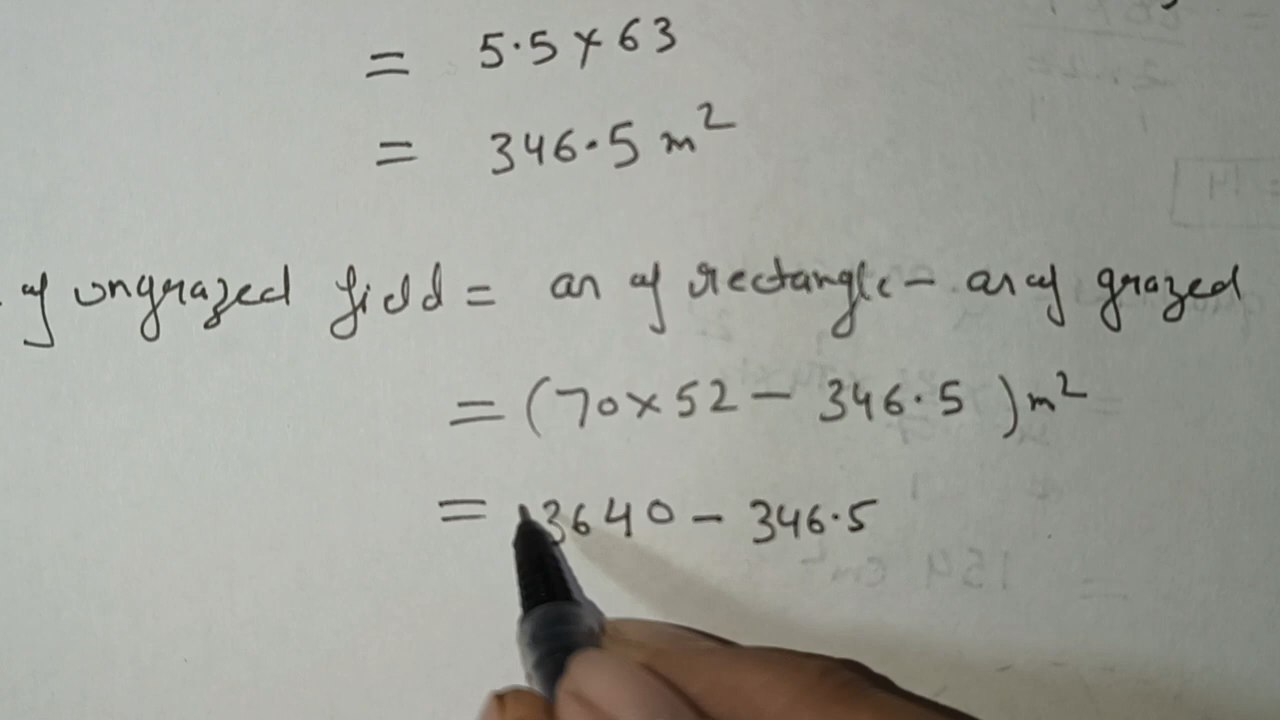 = 5.5 × 63
= 346.5 m²
. of ungrazed field = ar of rectangle - ar of grazed
= (70 × 52 - 346.5) m²
= 3640 - 346.5